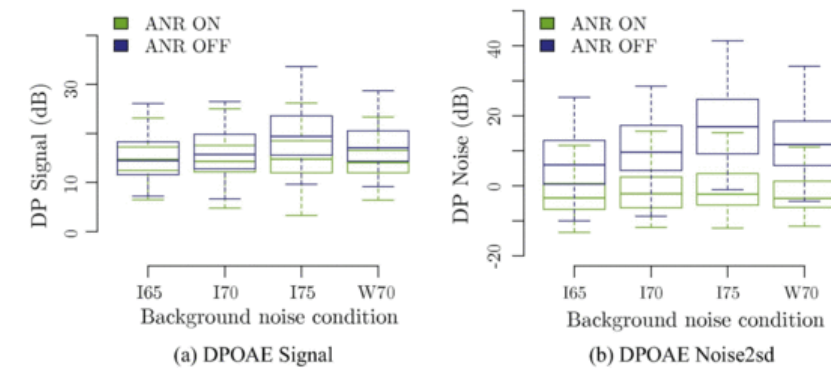 ANR ON
ANR OFF
DP Signal (dB)
30
10
0
I65 I70 I75 W70
Background noise condition
(a) DPOAE Signal
ANR ON
ANR OFF
DP Noise (dB)
40
20
0
-20
I65 I70 I75 W70
Background noise condition
(b) DPOAE Noise2sd